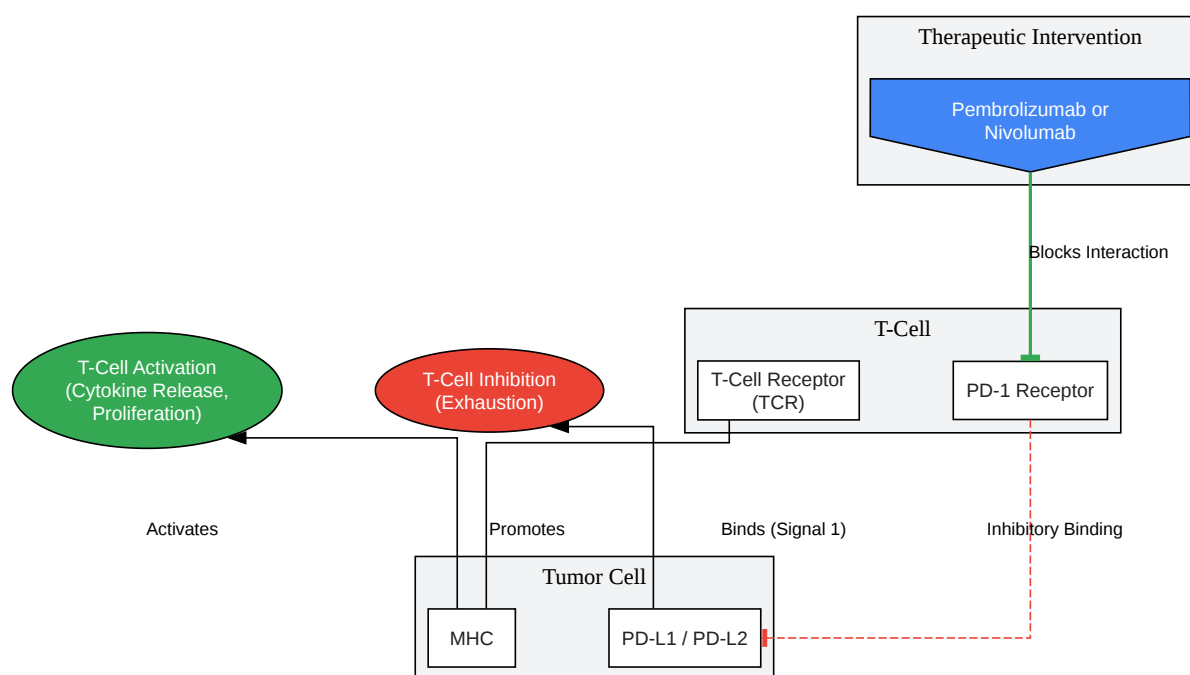 Therapeutic Intervention
Pembrolizumab or
Nivolumab
Blocks Interaction
T-Cell
T-Cell Activation
(Cytokine Release,
Proliferation)
T-Cell Inhibition
(Exhaustion)
T-Cell Receptor
(TCR)
PD-1 Receptor
Activates
Promotes
Binds (Signal 1)
Inhibitory Binding
Tumor Cell
MHC
PD-L1 / PD-L2